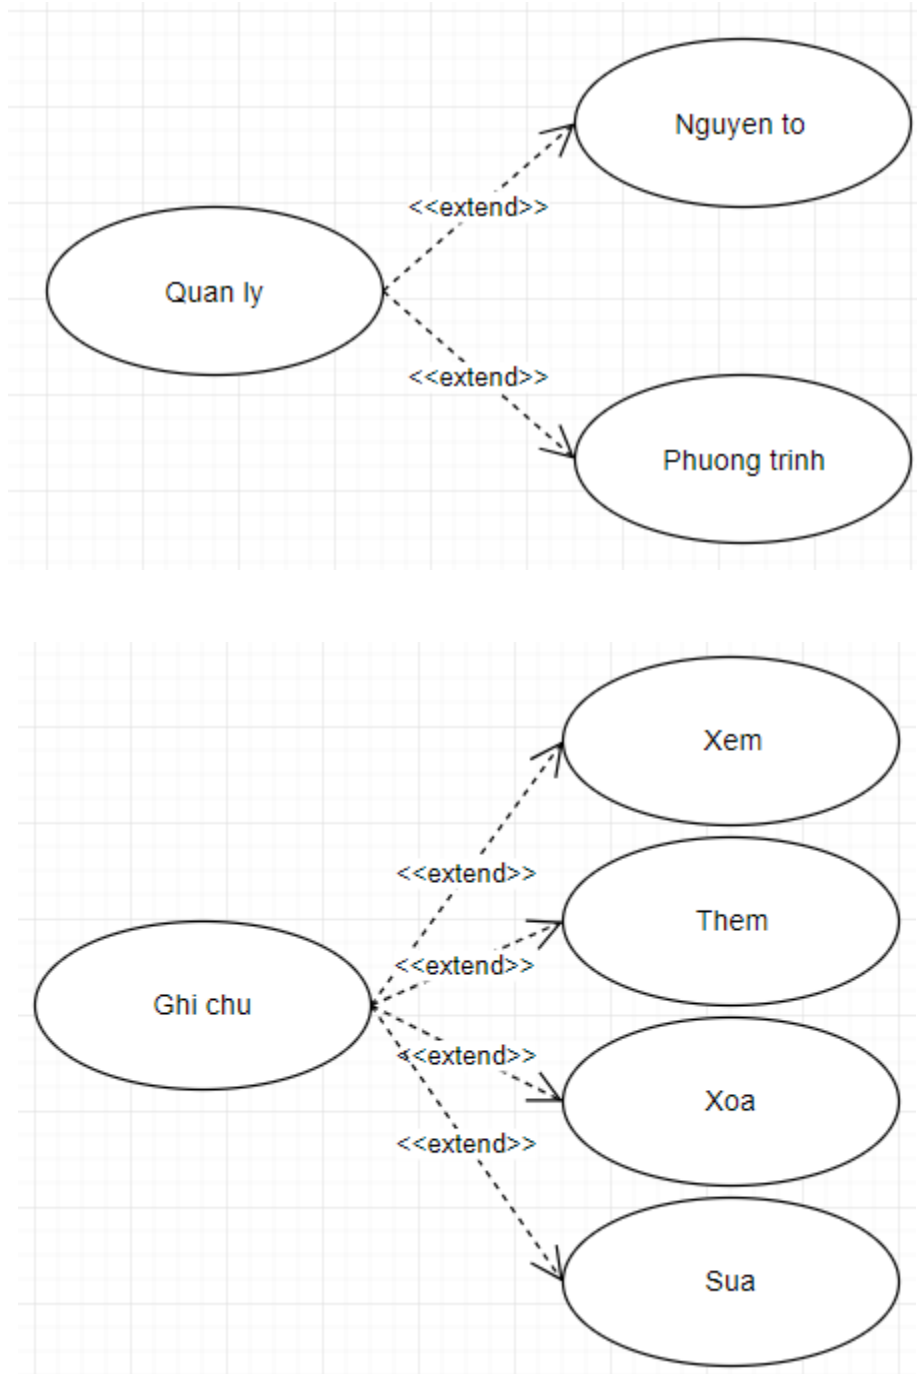 Nguyen to
<<extend>>
Quan ly
<<extend>>
Phuong trinh
Xem
<<extend>>
Them
<<extend>>
Ghi chu
<<extend>>
Xoa
<<extend>>
Sua